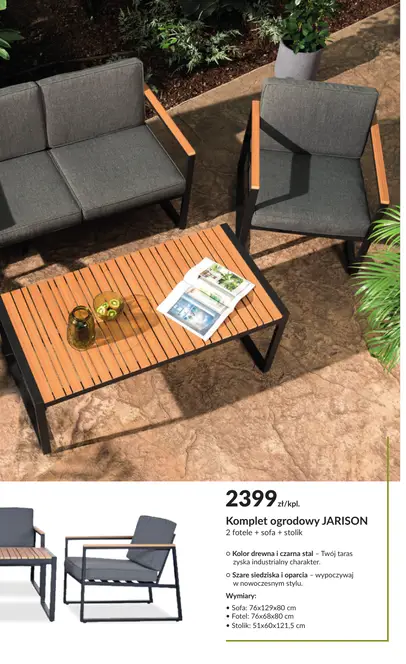 2399 zł/kpl.
Komplet ogrodowy JARISON
2 fotele + sofa + stolik
Kolor drewna i czarna stal – Twój taras
zyska industrialny charakter.
Szare siedziska i oparcia – wypoczywaj
w nowoczesnym stylu.
Wymiary:
• Sofa: 76x129x80 cm
• Fotel: 76x68x80 cm
• Stolik: 51x60x121,5 cm